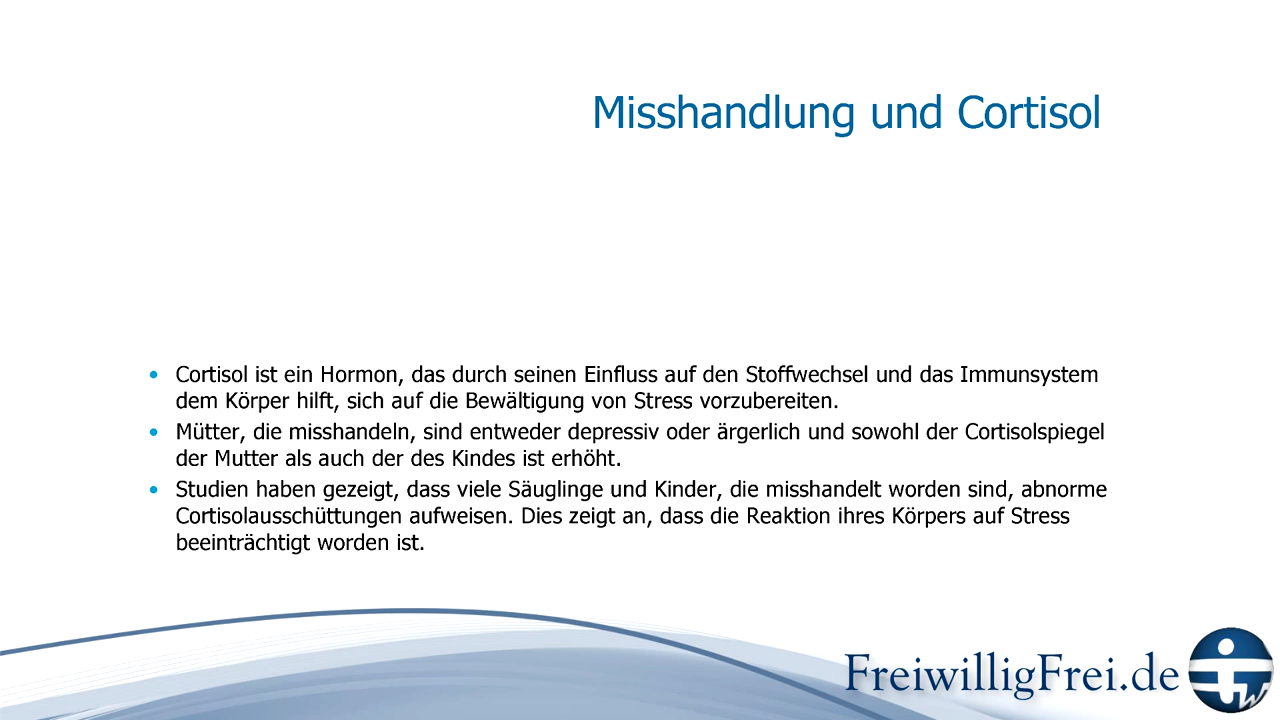 Misshandlung und Cortisol
• Cortisol ist ein Hormon, das durch seinen Einfluss auf den Stoffwechsel und das Immunsystem
dem Körper hilft, sich auf die Bewältigung von Stress vorzubereiten.
• Mütter, die misshandeln, sind entweder depressiv oder ärgerlich und sowohl der Cortisolspiegel
der Mutter als auch der des Kindes ist erhöht.
• Studien haben gezeigt, dass viele Säuglinge und Kinder, die misshandelt worden sind, abnorme
Cortisolausschüttungen aufweisen. Dies zeigt an, dass die Reaktion ihres Körpers auf Stress
beeinträchtigt worden ist.
FreiwilligFrei.de